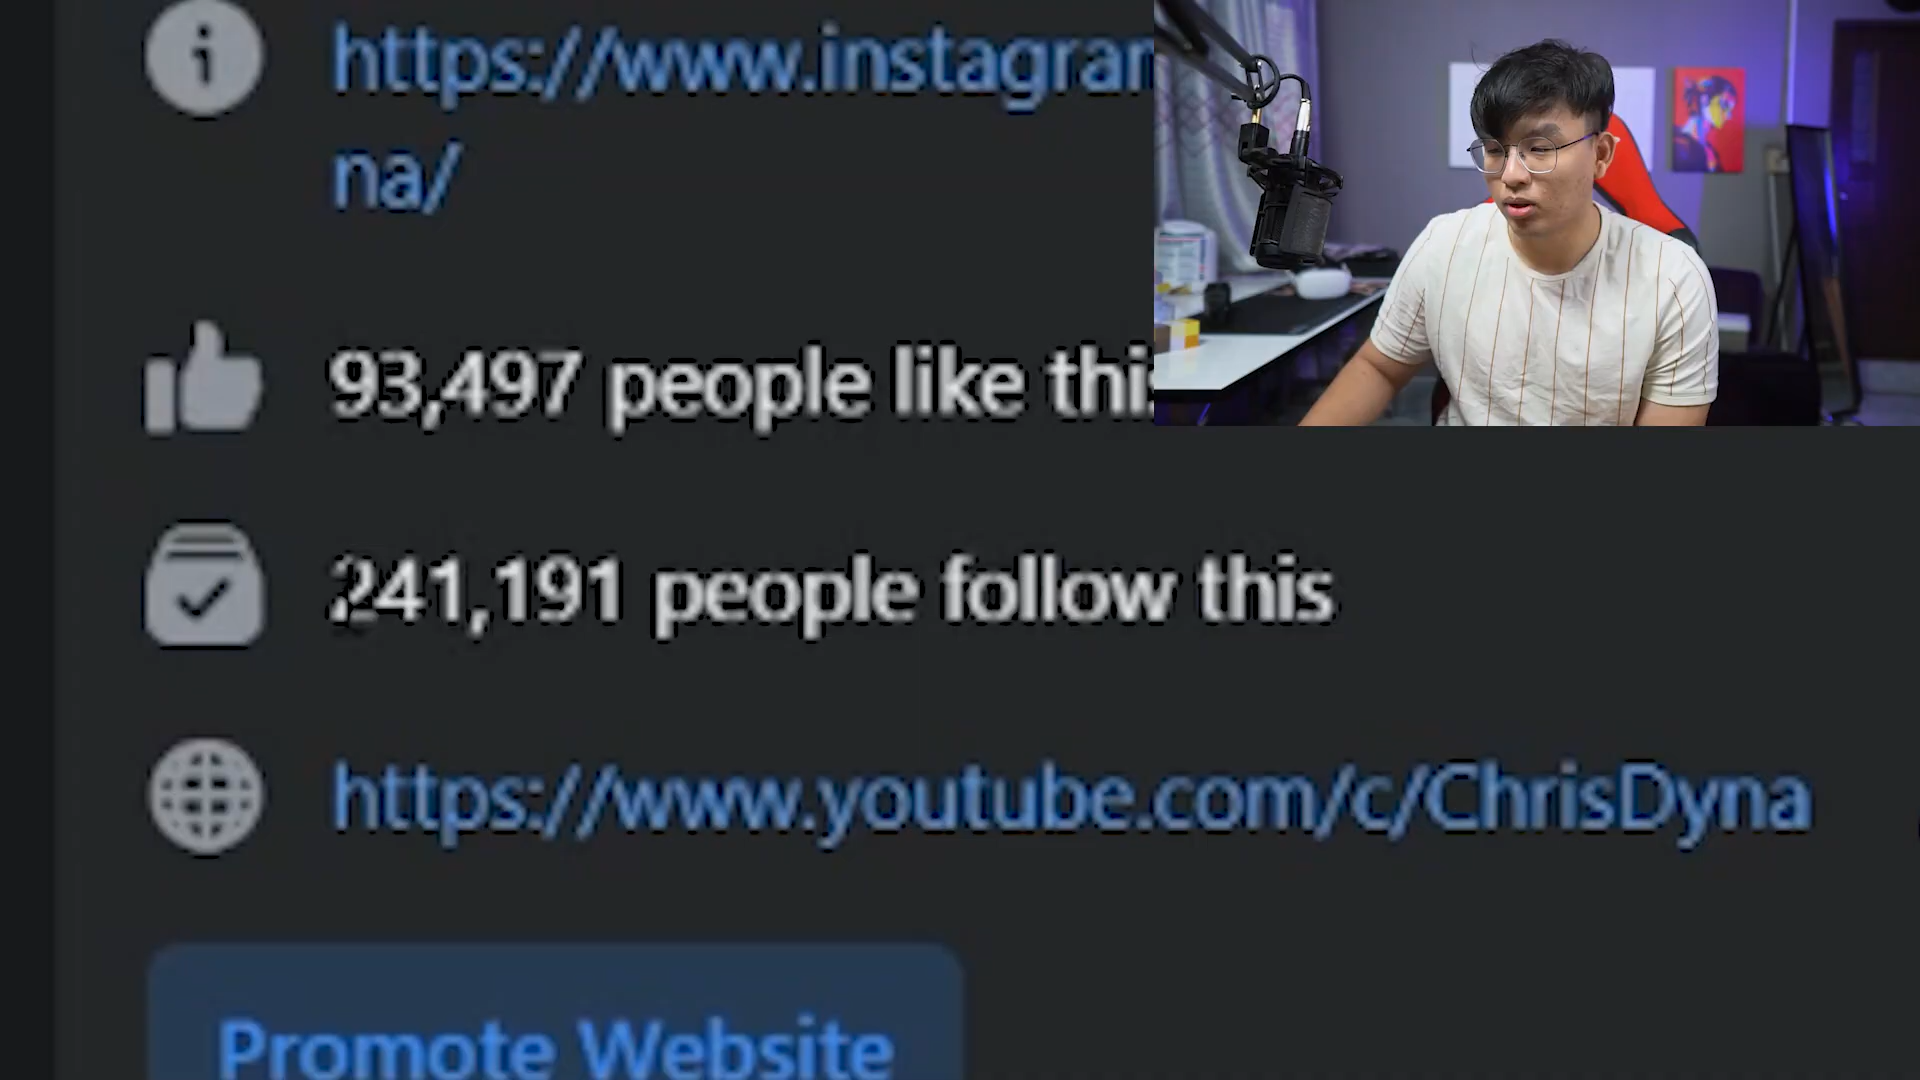 https://www.instagram
na/
93,497 people like this
241,191 people follow this
https://www.youtube.com/c/ChrisDyna
Promote Website